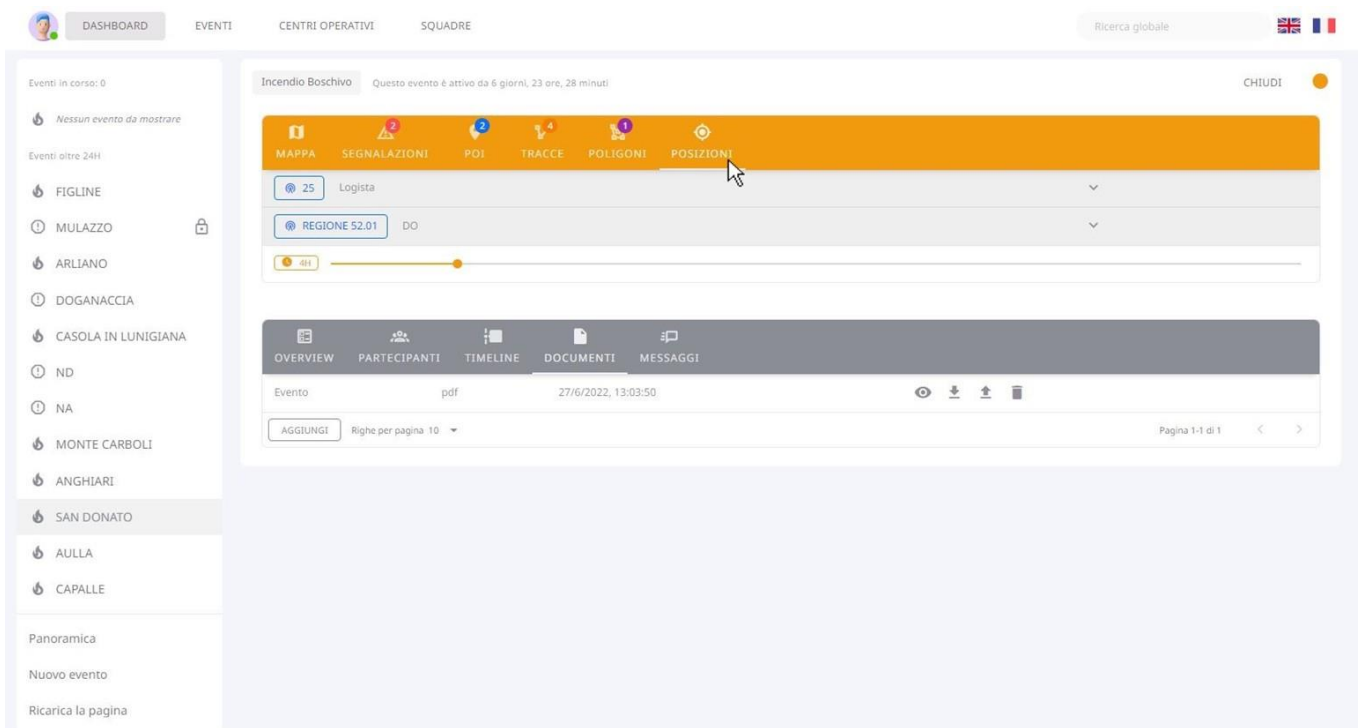 DASHBOARD EVENTI CENTRI OPERATIVI SQUADRE Ricerca globale
Eventi in corso: 0
Nessun evento da mostrare
Eventi oltre 24H
FIGLINE
MULAZZO
ARLIANO
DOGANACCIA
CASOLA IN LUNIGIANA
ND
NA
MONTE CARBOLI
ANGHIARI
SAN DONATO
AULLA
CAPALLE
Panoramica
Nuovo evento
Ricarica la pagina
Incendio Boschivo Questo evento è attivo da 6 giorni, 23 ore, 28 minuti CHIUDI
2 2 4 1
MAPPA SEGNALAZIONI POI TRACCE POLIGONI POSIZIONI
25 Logista
REGIONE 52.01 DO
4H
OVERVIEW PARTECIPANTI TIMELINE DOCUMENTI MESSAGGI
Evento pdf 27/6/2022, 13:03:50
AGGIUNGI Righe per pagina 10 Pagina 1-1 di 1